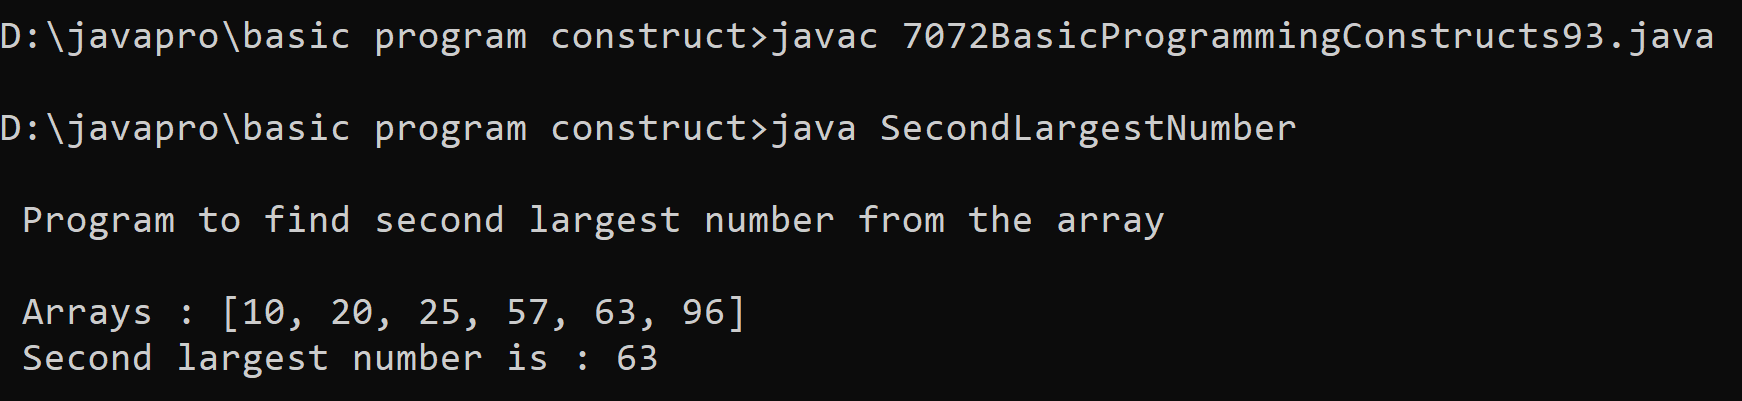 D:\javapro\basic program construct>javac 7072BasicProgrammingConstructs93.java
D:\javapro\basic program construct>java SecondLargestNumber
Program to find second largest number from the array
Arrays : [10, 20, 25, 57, 63, 96]
Second largest number is : 63